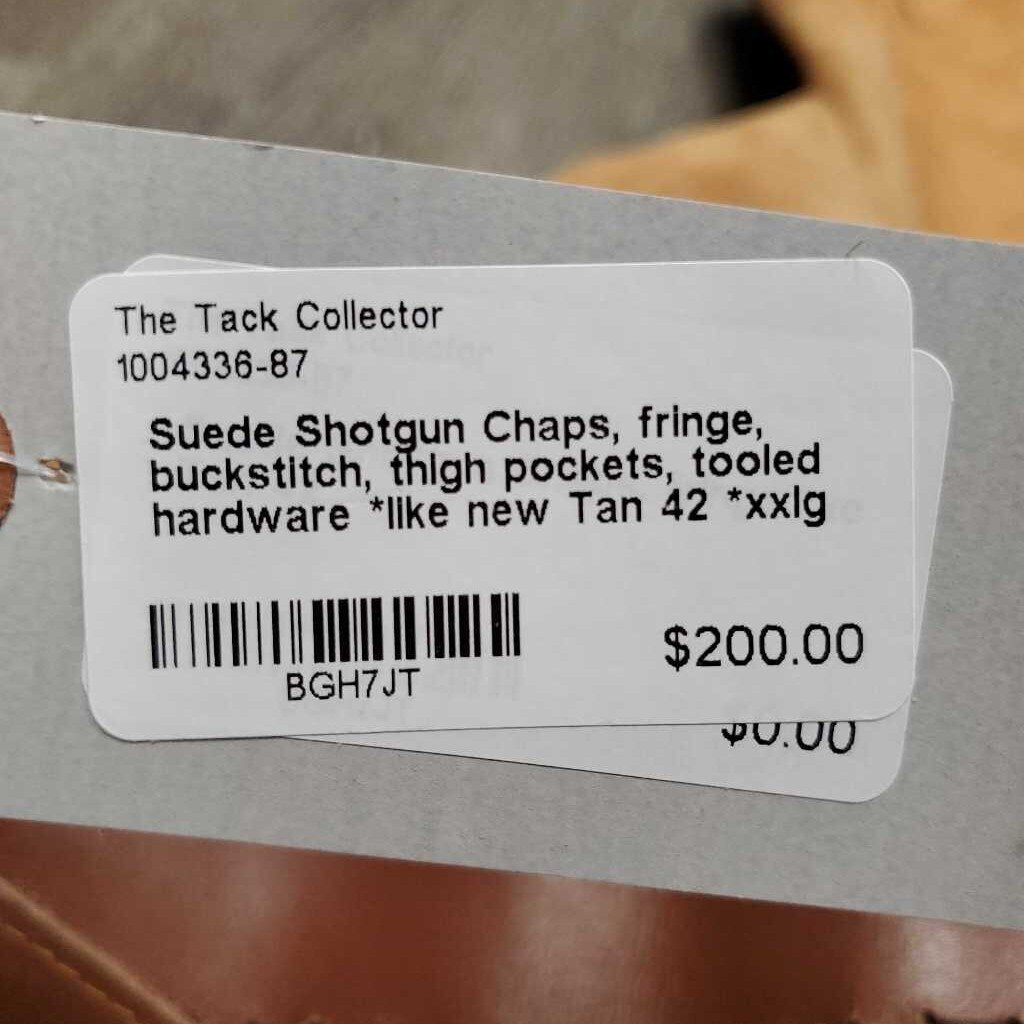 The Tack Collector
1004336-87
Suede Shotgun Chaps, fringe,
buckstitch, thigh pockets, tooled
hardware *like new Tan 42 *xxlg
$200.00
BGH7JT
$0.00